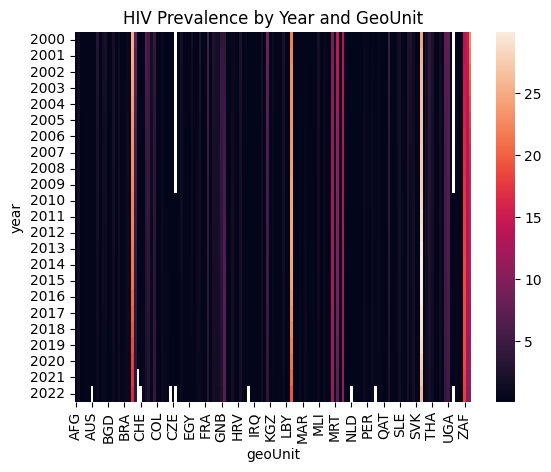 HIV Prevalence by Year and GeoUnit
year
2000
2001
2002
2003
2004
2005
2006
2007
2008
2009
2010
2011
2012
2013
2014
2015
2016
2017
2018
2019
2020
2021
2022
AFG
AUS
BGD
BRA
CHE
COL
CZE
EGY
FRA
GNB
HRV
IRQ
KGZ
LBY
MAR
MLI
MRT
NLD
PER
QAT
SLE
SVK
THA
UGA
ZAF
geoUnit
25
20
15
10
5